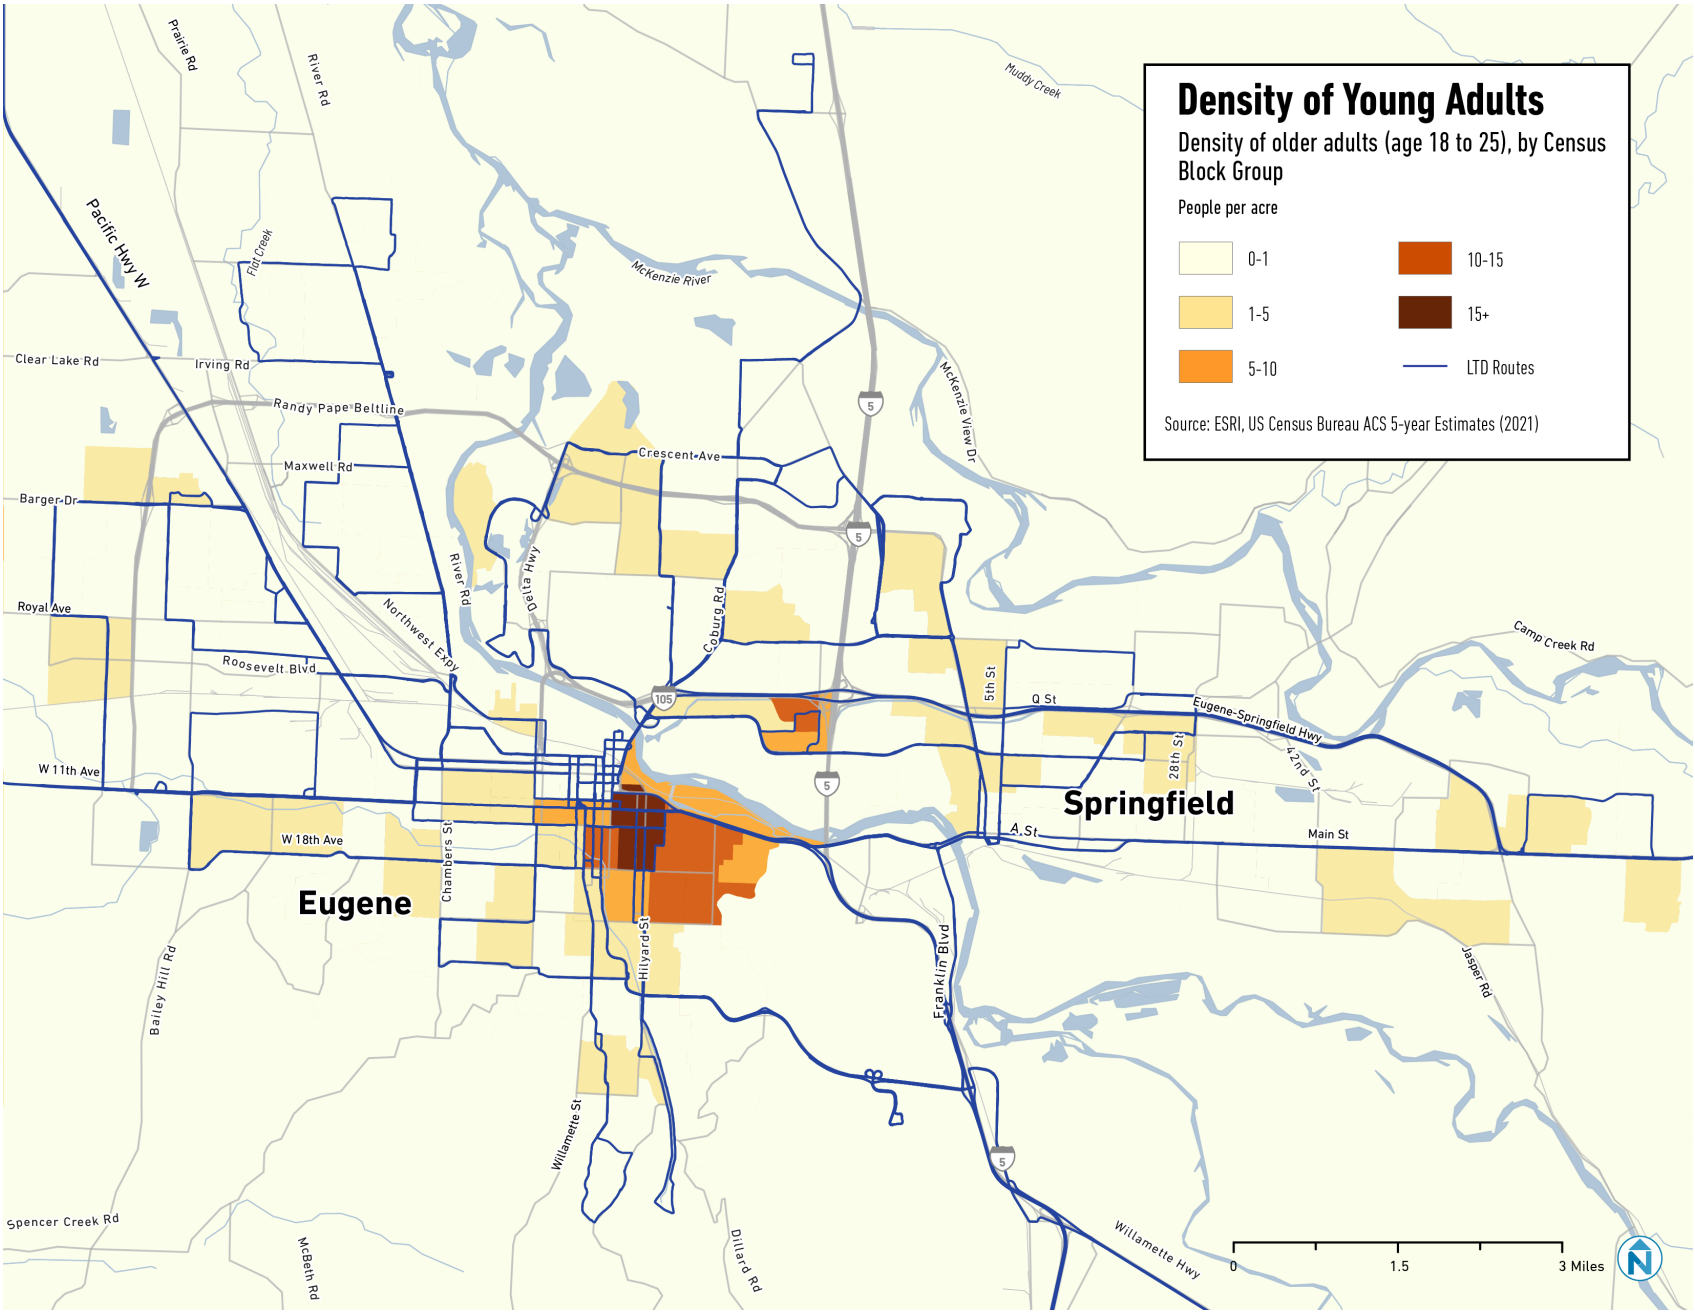 Density of Young Adults
Density of older adults (age 18 to 25), by Census
Block Group
People per acre
0-1
1-5
5-10
10-15
15+
LTD Routes
Source: ESRI, US Census Bureau ACS 5-year Estimates (2021)
Prairie Rd
River Rd
Muddy Creek
Pacific Hwy W
Flat Creek
McKenzie River
Clear Lake Rd
Irving Rd
Randy Pape Beltline
5
McKenzie View Dr
Maxwell Rd
Crescent Ave
Barger Dr
5
River Rd
Delta Hwy
Royal Ave
Northwest Expy
Coburg Rd
Camp Creek Rd
Roosevelt Blvd
5th St
105
Q St
Eugene-Springfield Hwy
28th St
42nd St
W 11th Ave
5
Springfield
A St
Main St
W 18th Ave
Chambers St
Eugene
Hilyard St
Franklin Blvd
Bailey Hill Rd
Jasper Rd
Willamette St
5
Spencer Creek Rd
McBeth Rd
Dillard Rd
Willamette Hwy
0
1.5
3 Miles
N